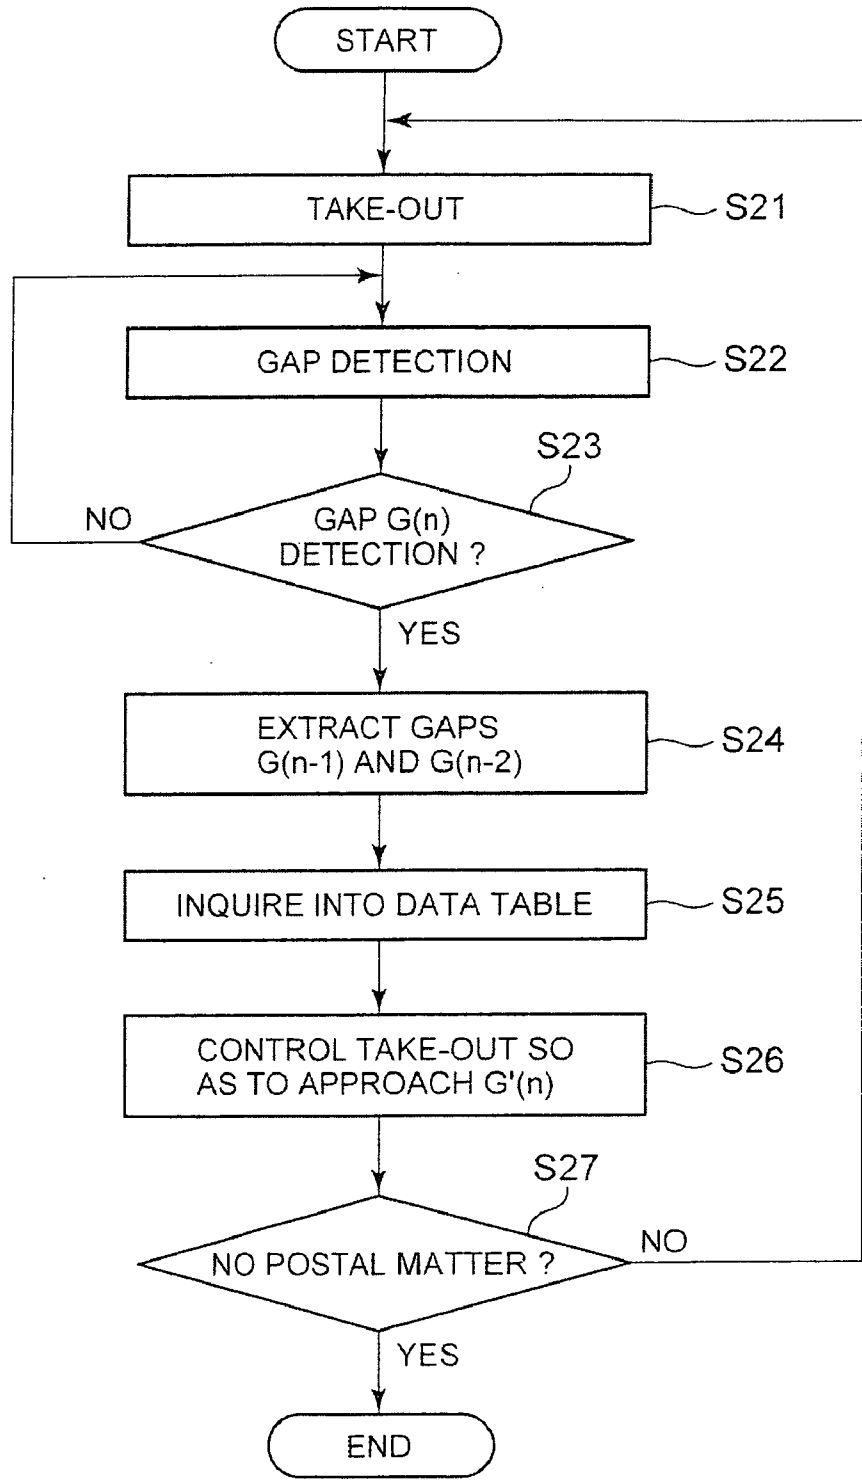 START
TAKE-OUT
S21
GAP DETECTION
S22
S23
NO
GAP G(n)
DETECTION ?
YES
EXTRACT GAPS
G(n-1) AND G(n-2)
S24
INQUIRE INTO DATA TABLE
S25
CONTROL TAKE-OUT SO
AS TO APPROACH G'(n)
S26
S27
NO POSTAL MATTER ?
NO
YES
END